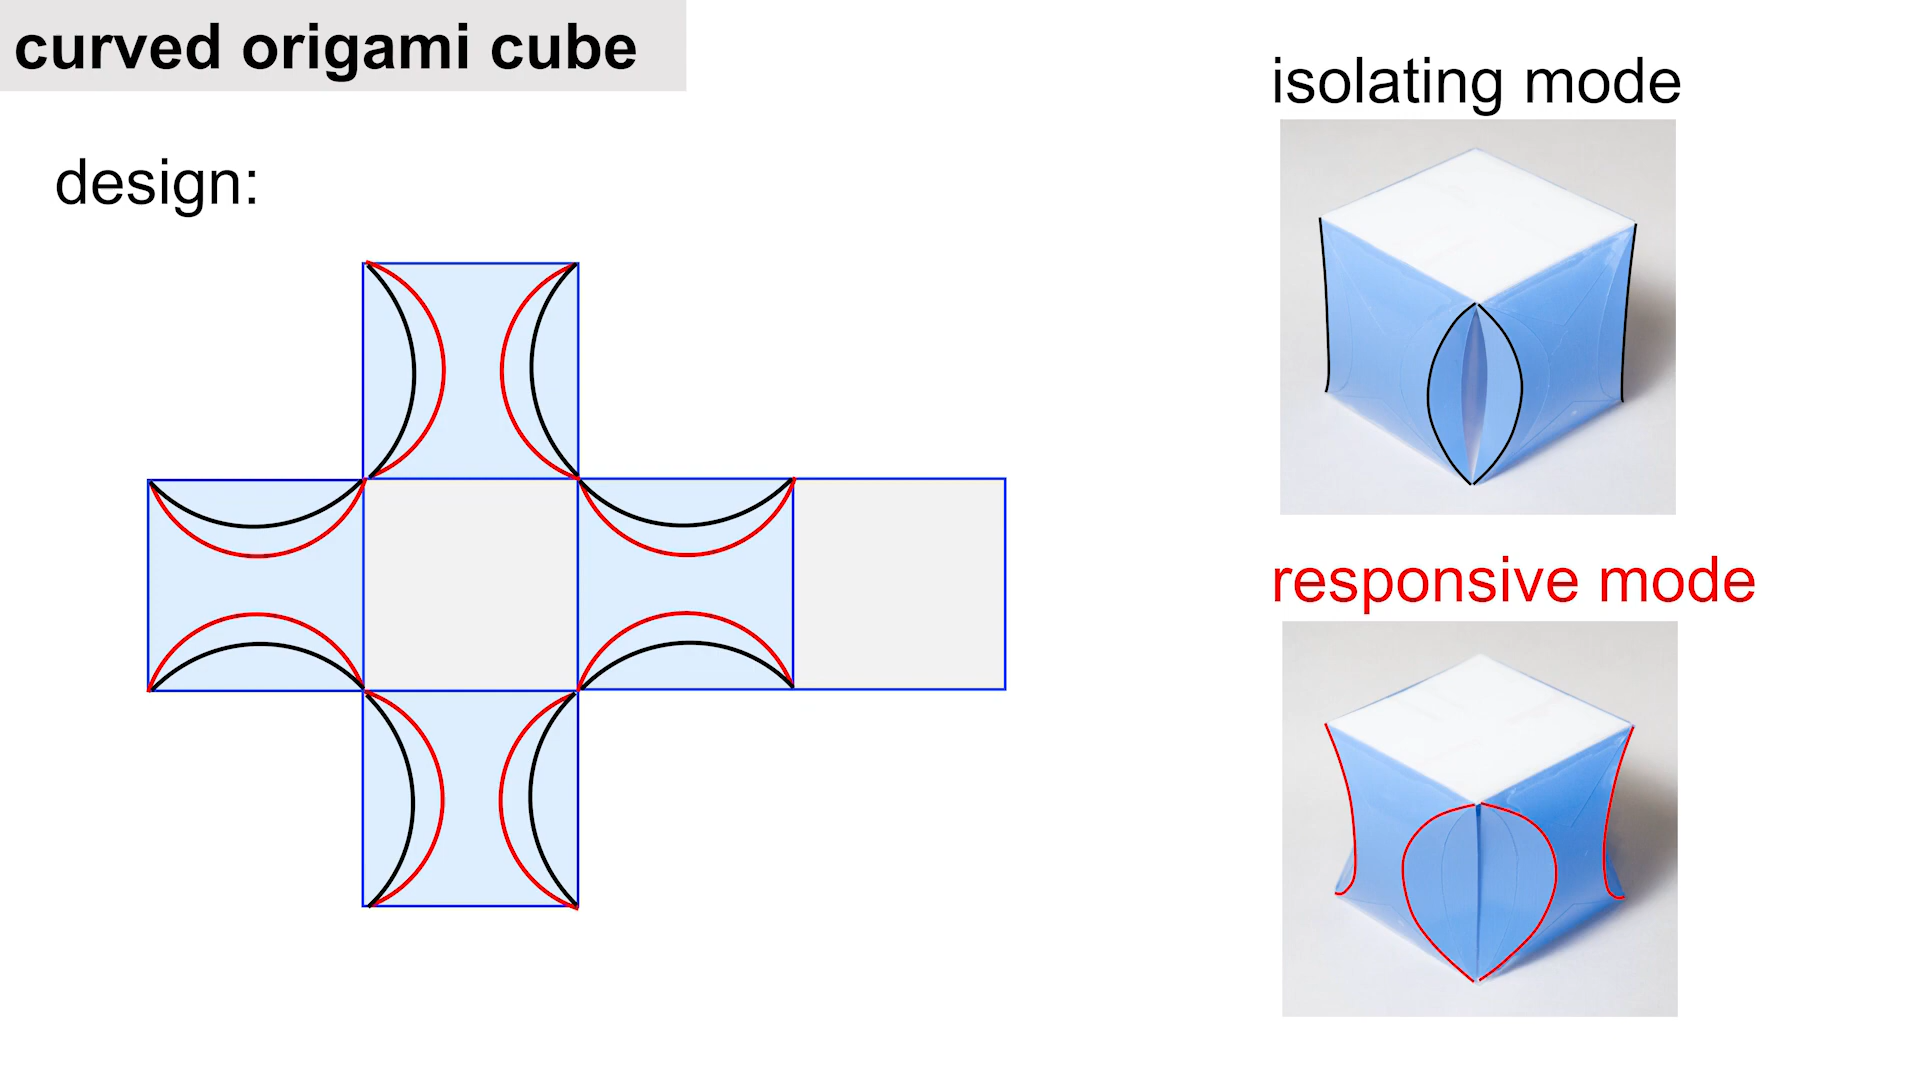 curved origami cube
design:
isolating mode
responsive mode